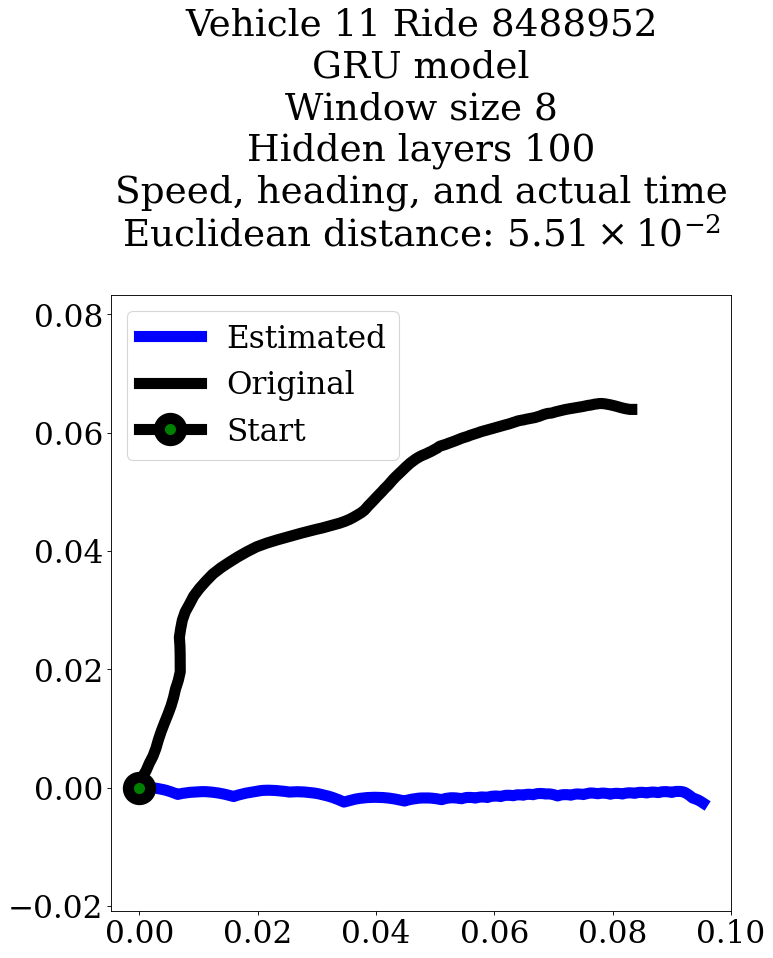 Vehicle 11 Ride 8488952
GRU model
Window size 8
Hidden layers 100
Speed, heading, and actual time
Euclidean distance: 5.51 × 10⁻²
Estimated
Original
Start
0.08
0.06
0.04
0.02
0.00
−0.02
0.00 0.02 0.04 0.06 0.08 0.10